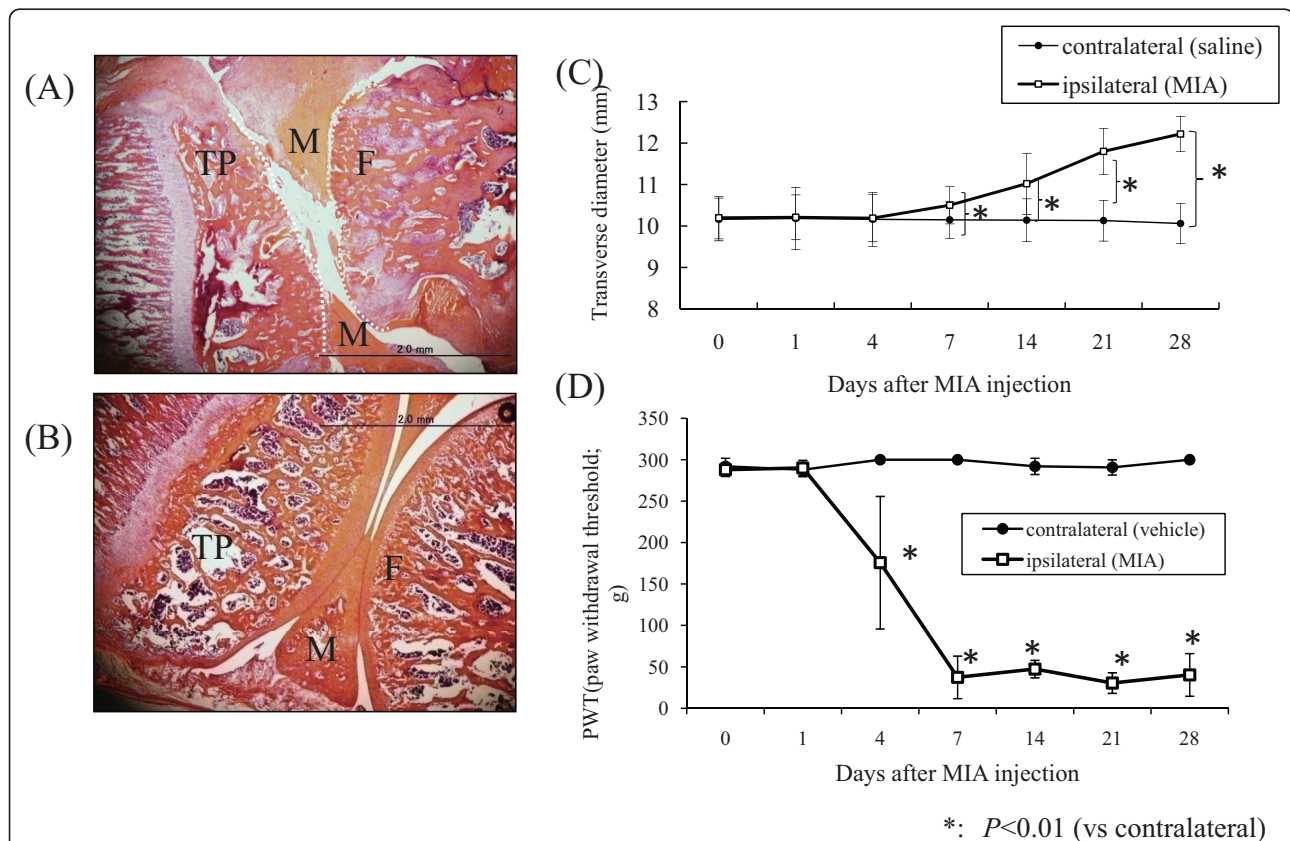 (A)
TP
M
F
M
2.0 mm
(B)
2.0 mm
TP
F
M
(C)
contralateral (saline)
ipsilateral (MIA)
Transverse diameter (mm)
13
12
11
10
9
8
*
*
*
*
0 1 4 7 14 21 28
Days after MIA injection
(D)
PWT(paw withdrawal threshold;
g)
350
300
250
200
150
100
50
0
contralateral (vehicle)
ipsilateral (MIA)
*
*
*
*
*
0 1 4 7 14 21 28
Days after MIA injection
*: P<0.01 (vs contralateral)